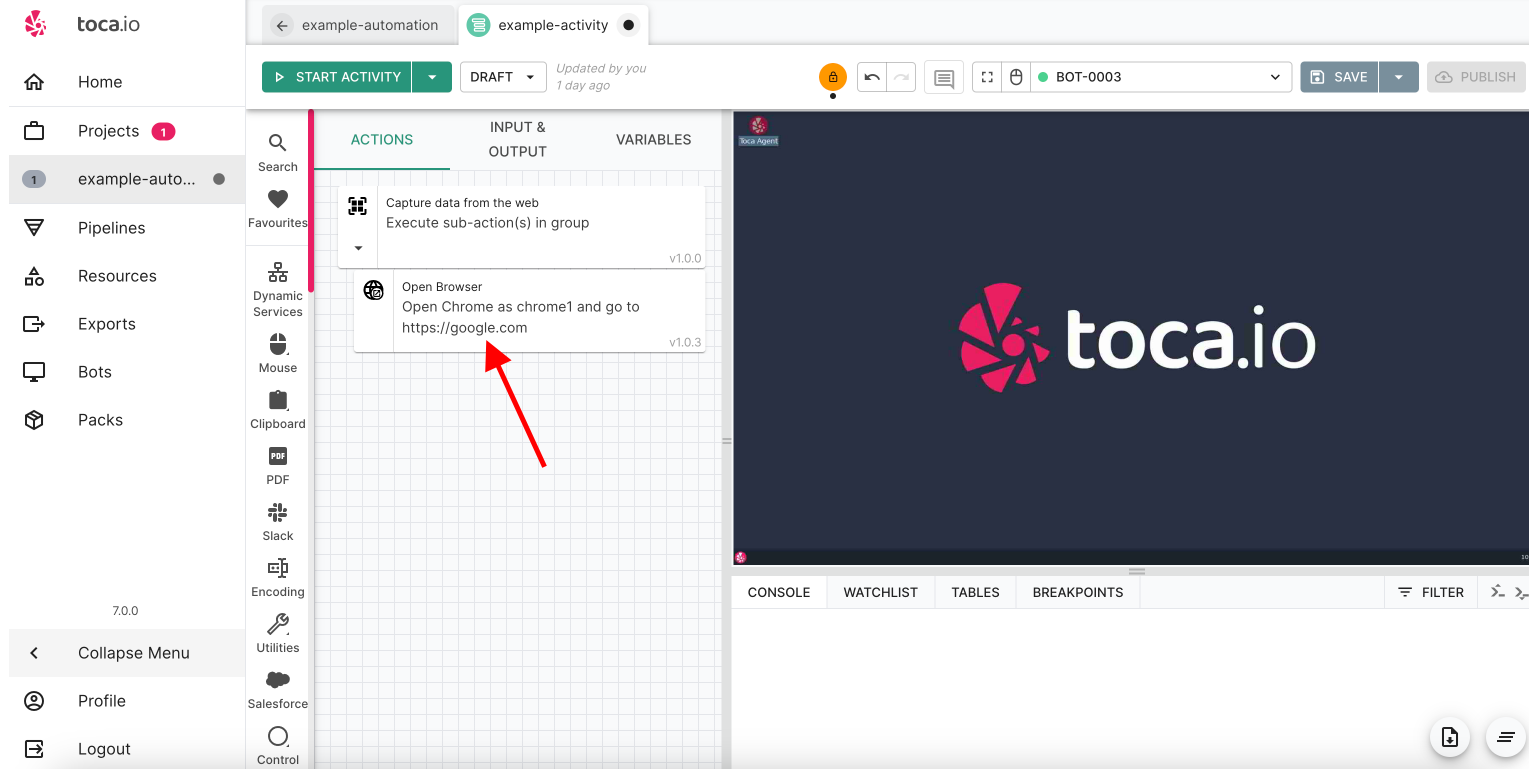 toca.io
Home
Projects 1
1 example-auto...
Pipelines
Resources
Exports
Bots
Packs
7.0.0
Collapse Menu
Profile
Logout
example-automation
example-activity
START ACTIVITY
DRAFT
Updated by you
1 day ago
BOT-0003
SAVE
PUBLISH
Search
Favourites
Dynamic
Services
Mouse
Clipboard
PDF
PDF
Slack
Encoding
Utilities
Salesforce
Control
ACTIONS
INPUT &
OUTPUT
VARIABLES
Capture data from the web
Execute sub-action(s) in group
v1.0.0
Open Browser
Open Chrome as chrome1 and go to
https://google.com
v1.0.3
Toca Agent
toca.io
10
CONSOLE
WATCHLIST
TABLES
BREAKPOINTS
FILTER